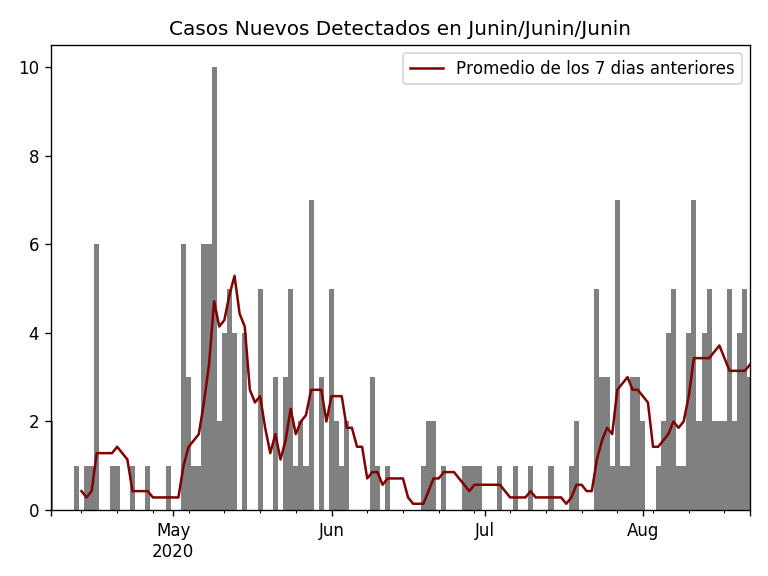 Casos Nuevos Detectados en Junin/Junin/Junin
Promedio de los 7 dias anteriores
10
8
6
4
2
0
May
2020
Jun
Jul
Aug